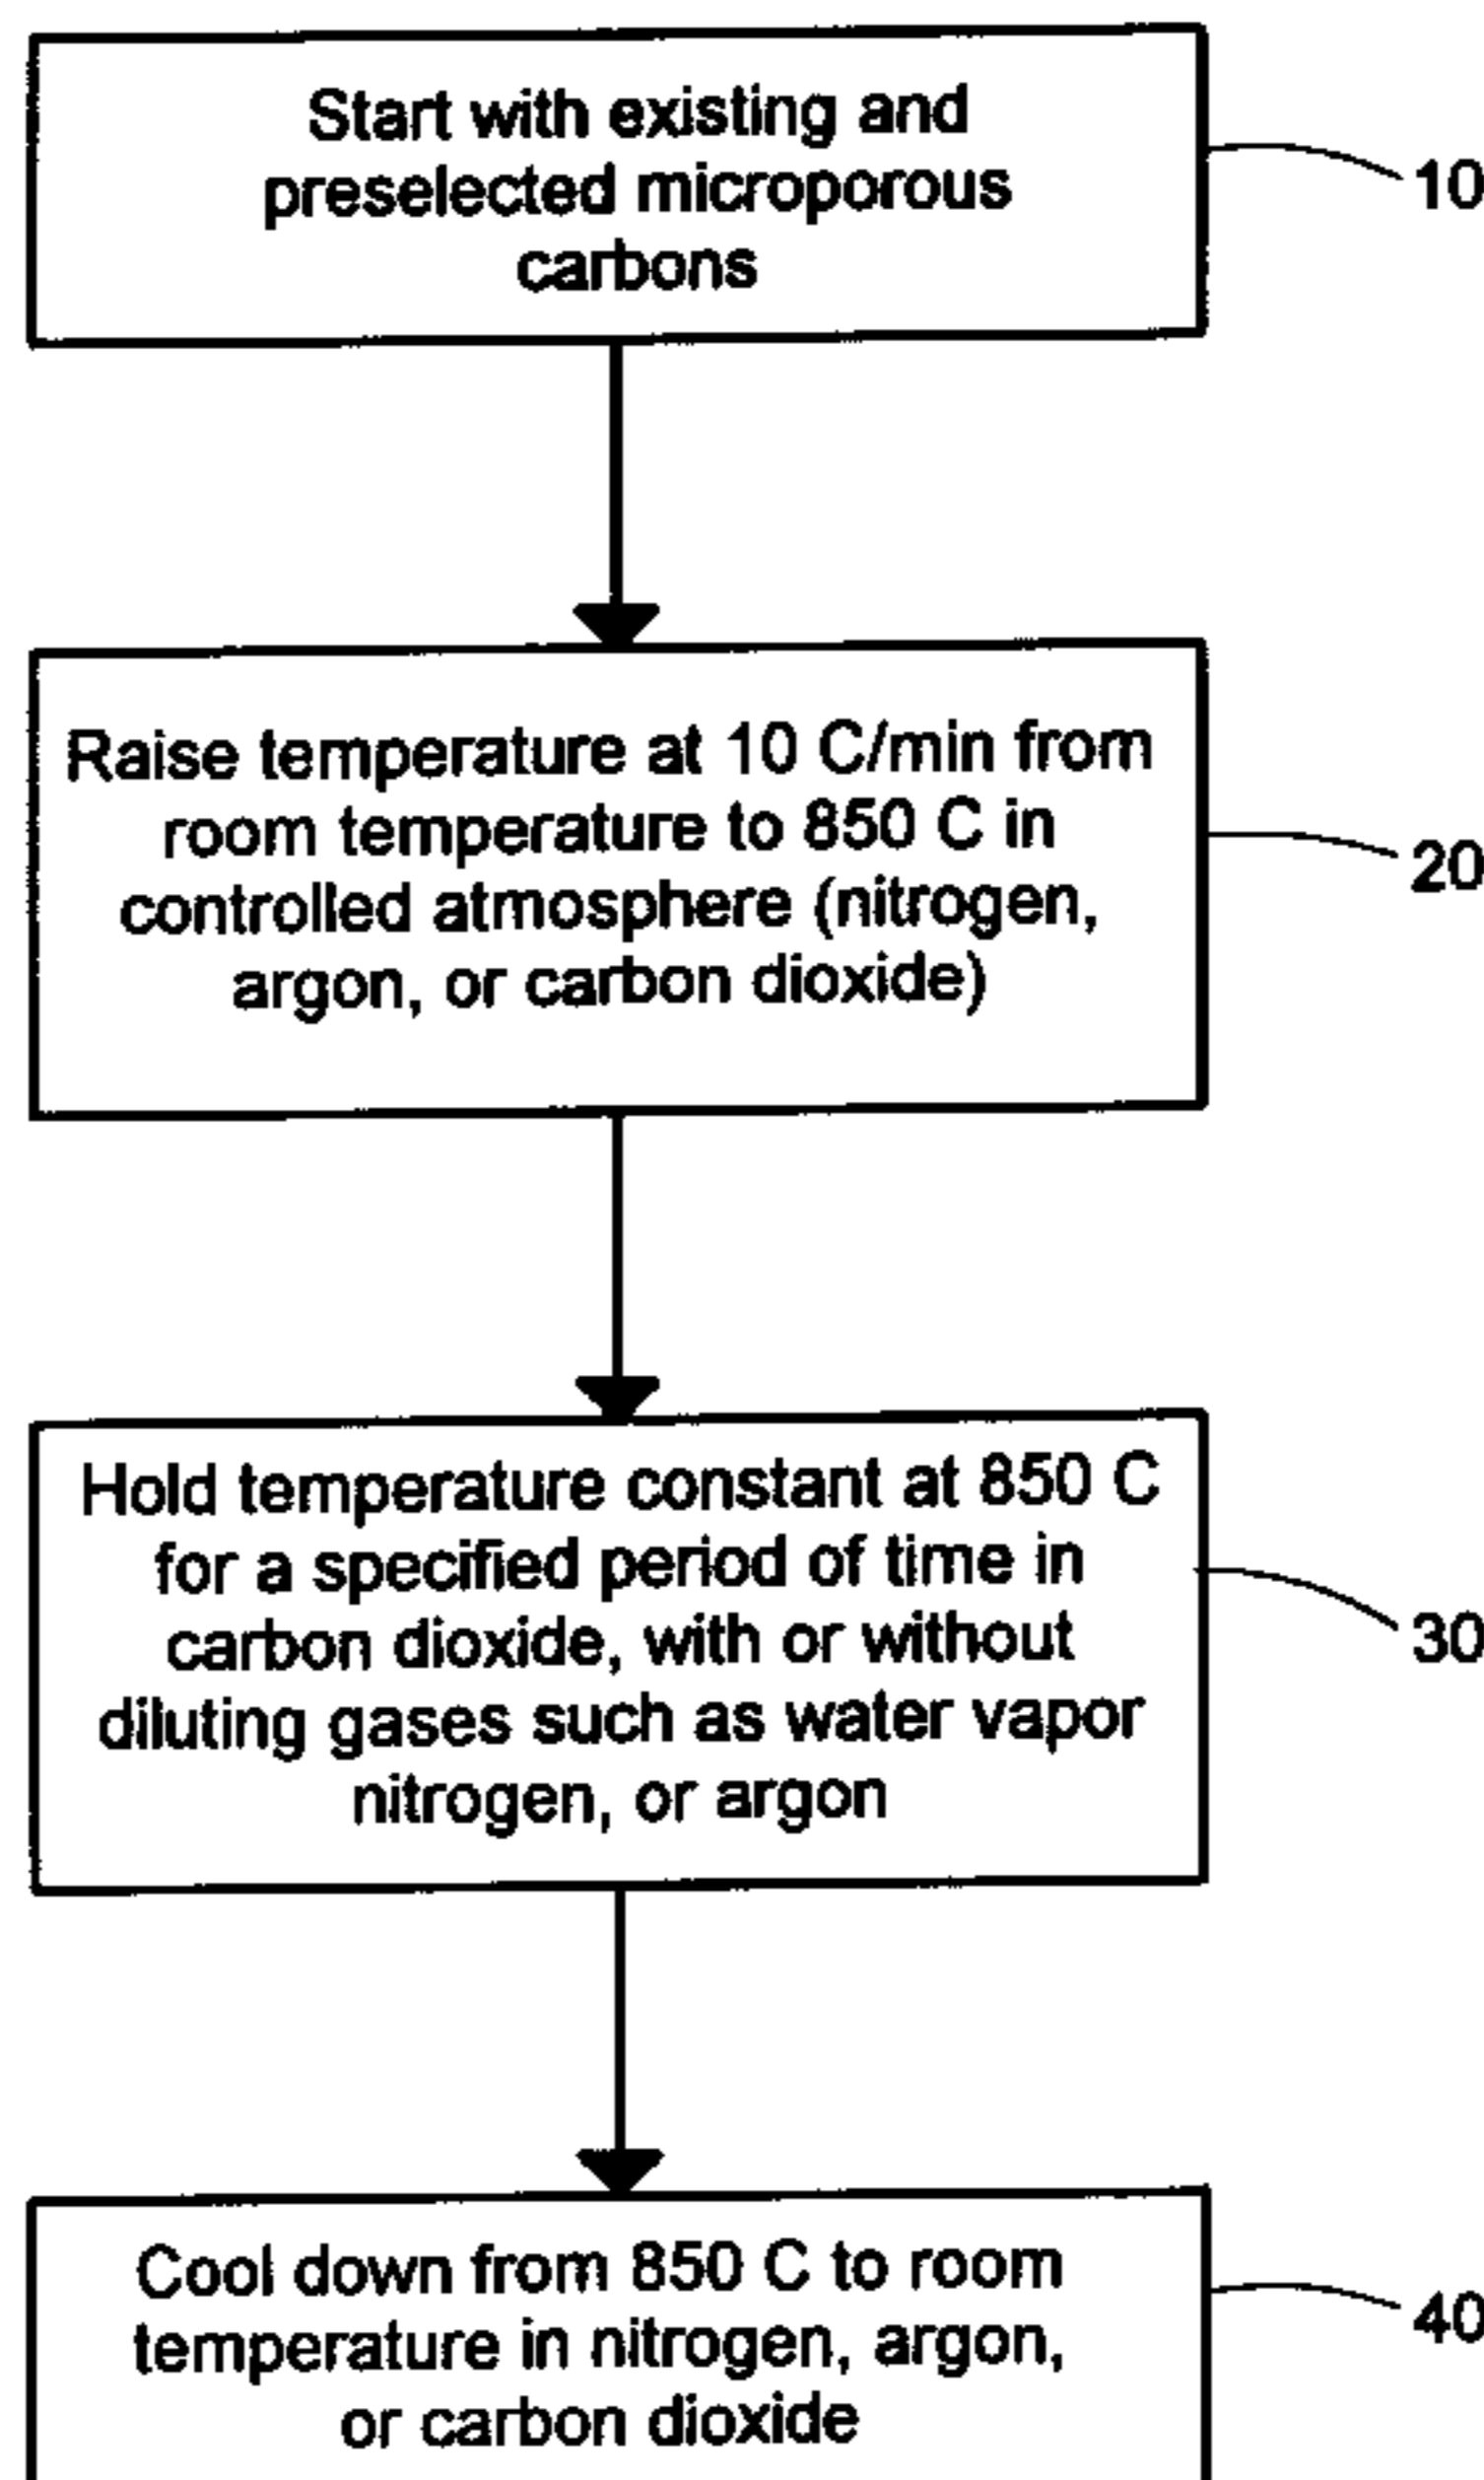 Start with existing and
preselected microporous
carbons
10
Raise temperature at 10 C/min from
room temperature to 850 C in
controlled atmosphere (nitrogen,
argon, or carbon dioxide)
20
Hold temperature constant at 850 C
for a specified period of time in
carbon dioxide, with or without
diluting gases such as water vapor
nitrogen, or argon
30
Cool down from 850 C to room
temperature in nitrogen, argon,
or carbon dioxide
40